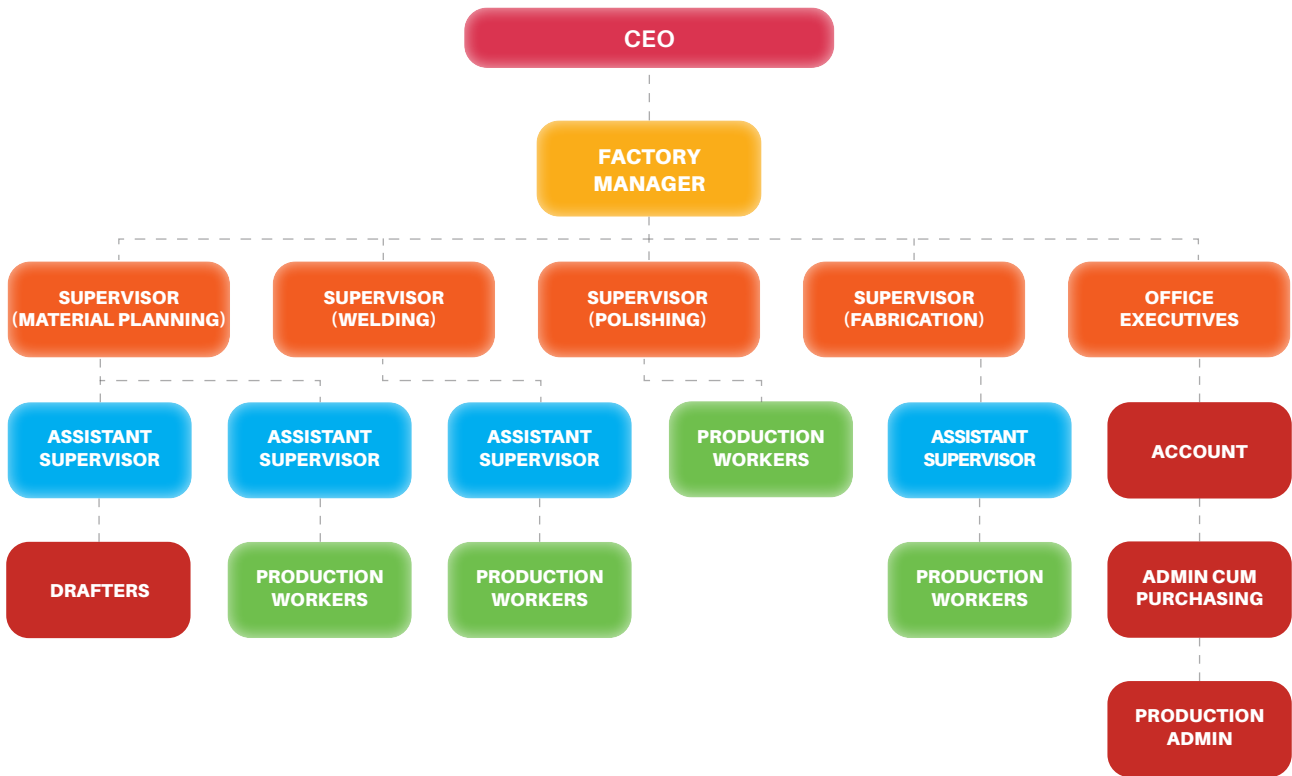 CEO
FACTORY
MANAGER
SUPERVISOR
(MATERIAL PLANNING)
SUPERVISOR
(WELDING)
SUPERVISOR
(POLISHING)
SUPERVISOR
(FABRICATION)
OFFICE
EXECUTIVES
ASSISTANT
SUPERVISOR
ASSISTANT
SUPERVISOR
ASSISTANT
SUPERVISOR
PRODUCTION
WORKERS
ASSISTANT
SUPERVISOR
ACCOUNT
DRAFTERS
PRODUCTION
WORKERS
PRODUCTION
WORKERS
PRODUCTION
WORKERS
ADMIN CUM
PURCHASING
PRODUCTION
ADMIN